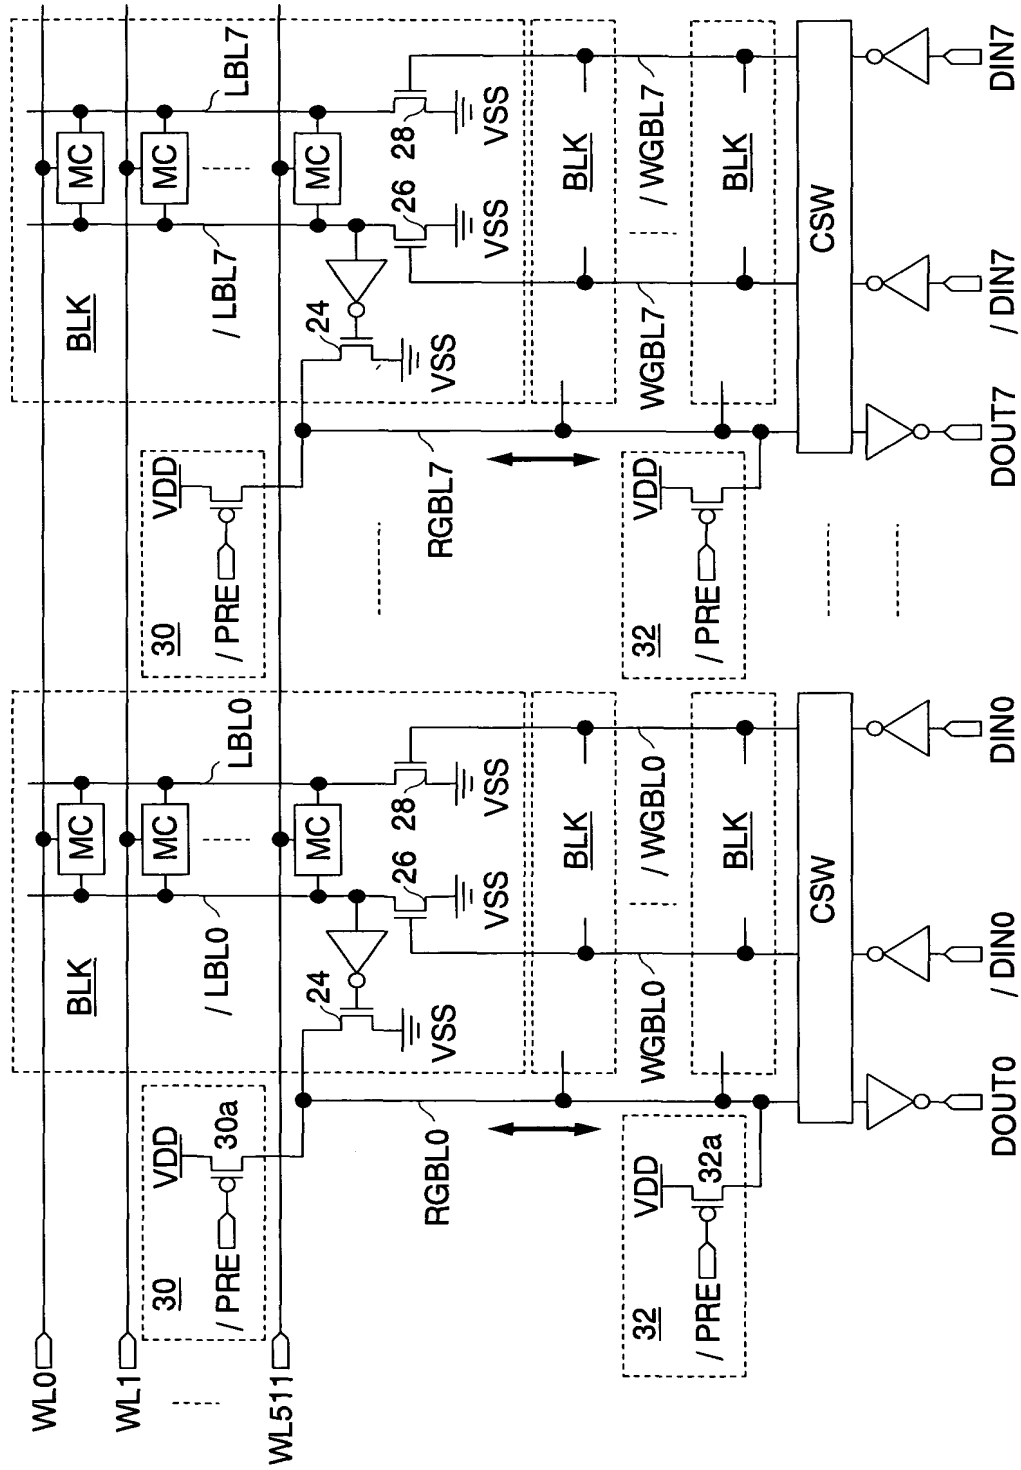 WL0
WL1
WL511
30
/PRE
VDD
30a
BLK
MC
MC
MC
/LBL0
LBL0
24
VSS
26
VSS
28
VSS
RGBL0
BLK
WGBL0
/WGBL0
BLK
32
/PRE
VDD
32a
CSW
DOUT0
/DIN0
DIN0
30
/PRE
VDD
BLK
MC
MC
MC
/LBL7
LBL7
24
VSS
26
VSS
28
VSS
RGBL7
BLK
WGBL7
/WGBL7
BLK
32
/PRE
VDD
CSW
DOUT7
/DIN7
DIN7